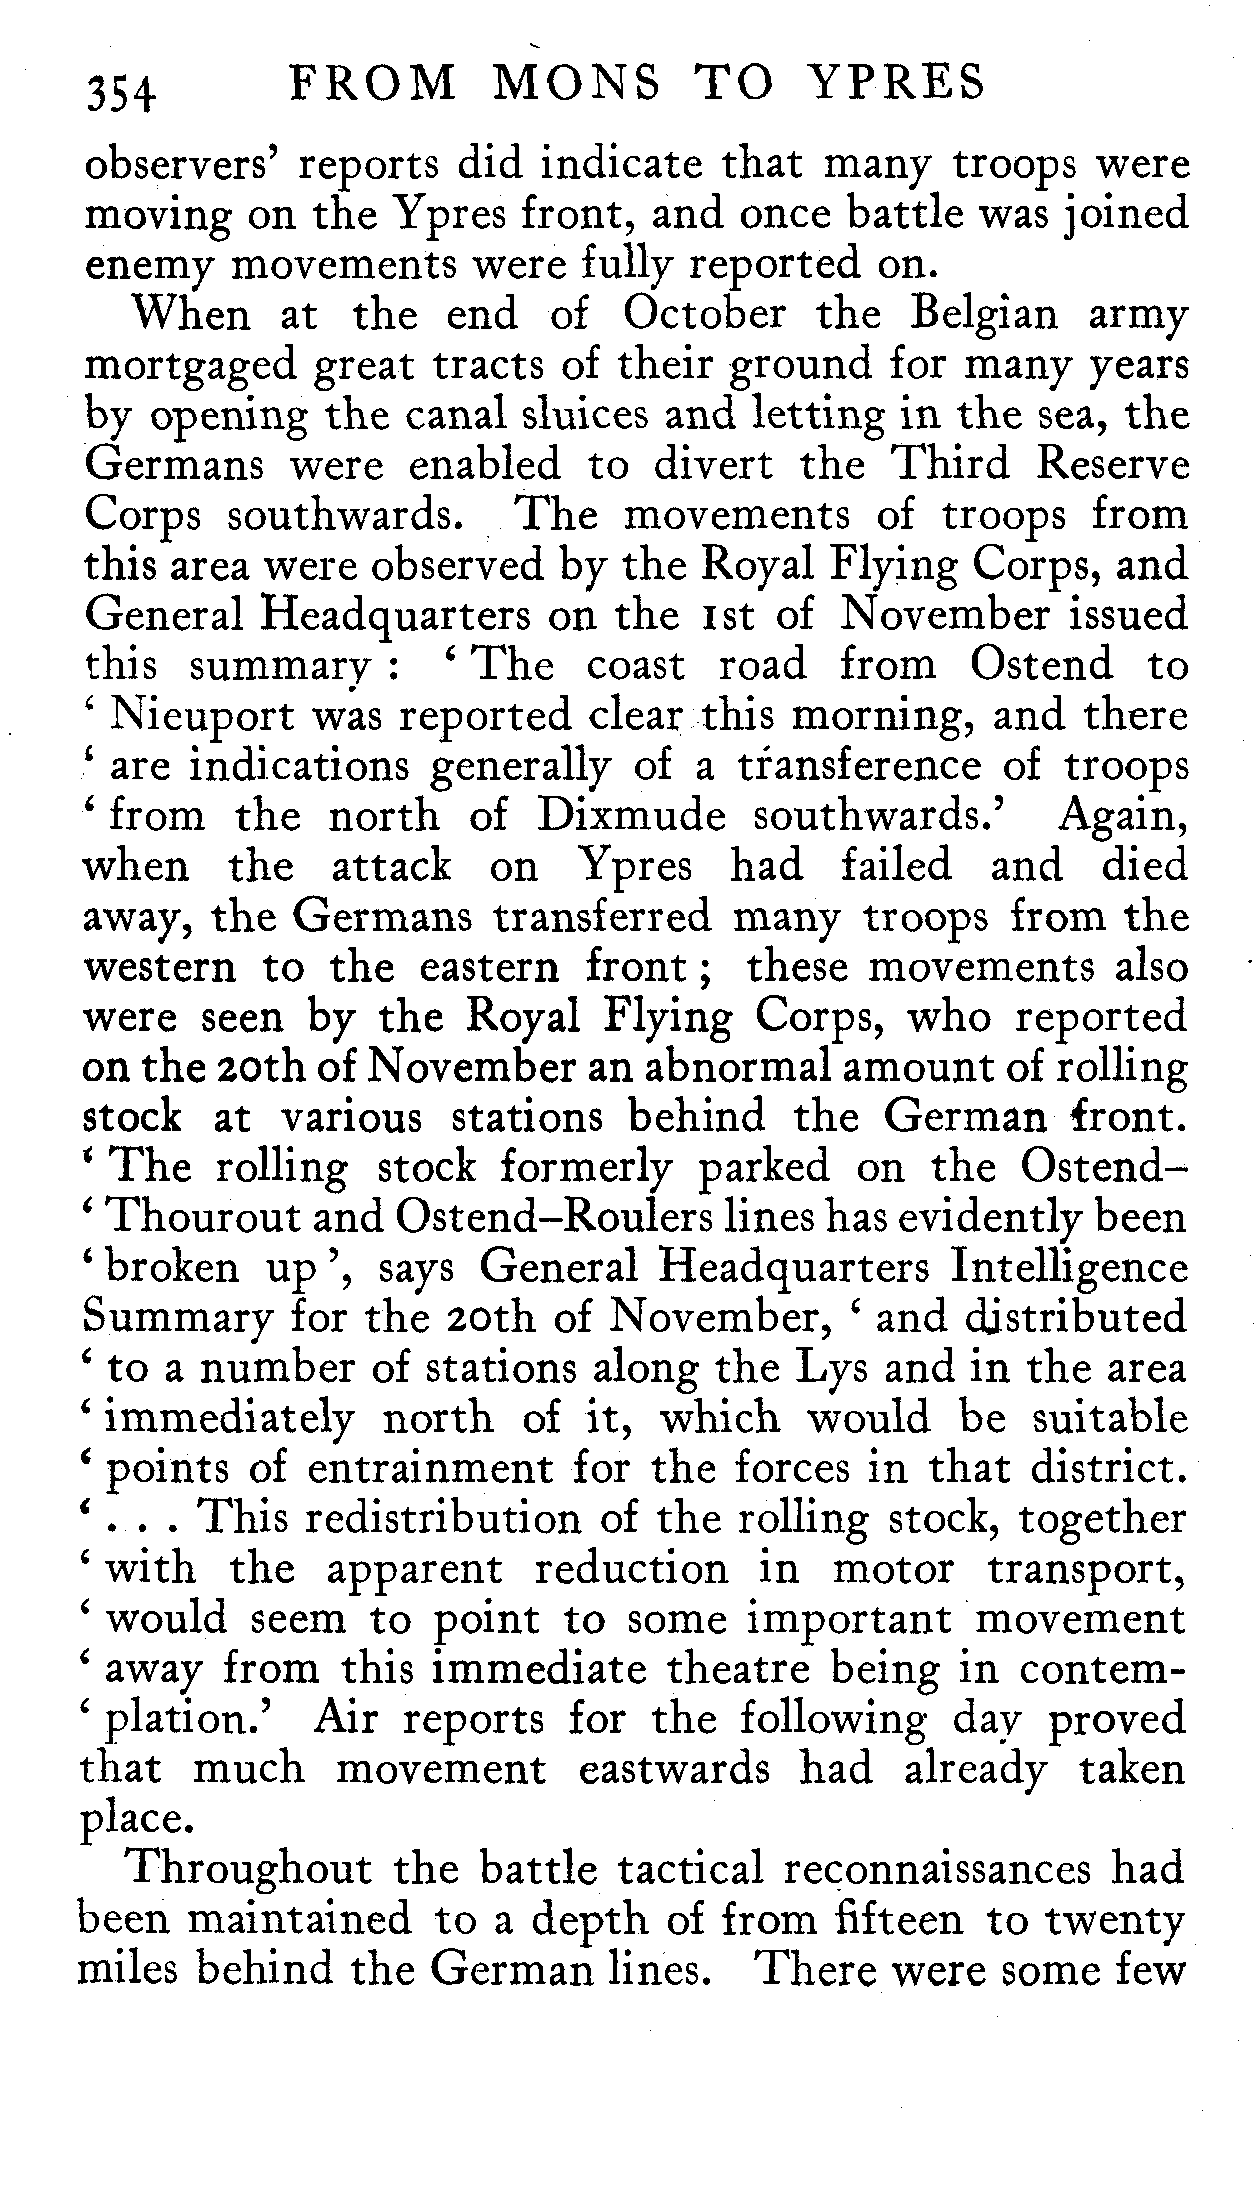 354 FROM MONS TO YPRES
observers’ reports did indicate that many troops were
moving on the Ypres front, and once battle was joined
enemy movements were fully reported on.
When at the end of October the Belgian army
mortgaged great tracts of their ground for many years
by opening the canal sluices and letting in the sea, the
Germans were enabled to divert the Third Reserve
Corps southwards. The movements of troops from
this area were observed by the Royal Flying Corps, and
General Headquarters on the 1st of November issued
this summary : ‘ The coast road from Ostend to
‘ Nieuport was reported clear this morning, and there
‘ are indications generally of a transference of troops
‘ from the north of Dixmude southwards.’ Again,
when the attack on Ypres had failed and died
away, the Germans transferred many troops from the
western to the eastern front ; these movements also
were seen by the Royal Flying Corps, who reported
on the 20th of November an abnormal amount of rolling
stock at various stations behind the German front.
‘ The rolling stock formerly parked on the Ostend–
‘ Thourout and Ostend–Roulers lines has evidently been
‘ broken up ’, says General Headquarters Intelligence
Summary for the 20th of November, ‘ and distributed
‘ to a number of stations along the Lys and in the area
‘ immediately north of it, which would be suitable
‘ points of entrainment for the forces in that district.
‘ . . . This redistribution of the rolling stock, together
‘ with the apparent reduction in motor transport,
‘ would seem to point to some important movement
‘ away from this immediate theatre being in contem-
‘ plation.’ Air reports for the following day proved
that much movement eastwards had already taken
place.
Throughout the battle tactical reconnaissances had
been maintained to a depth of from fifteen to twenty
miles behind the German lines. There were some few